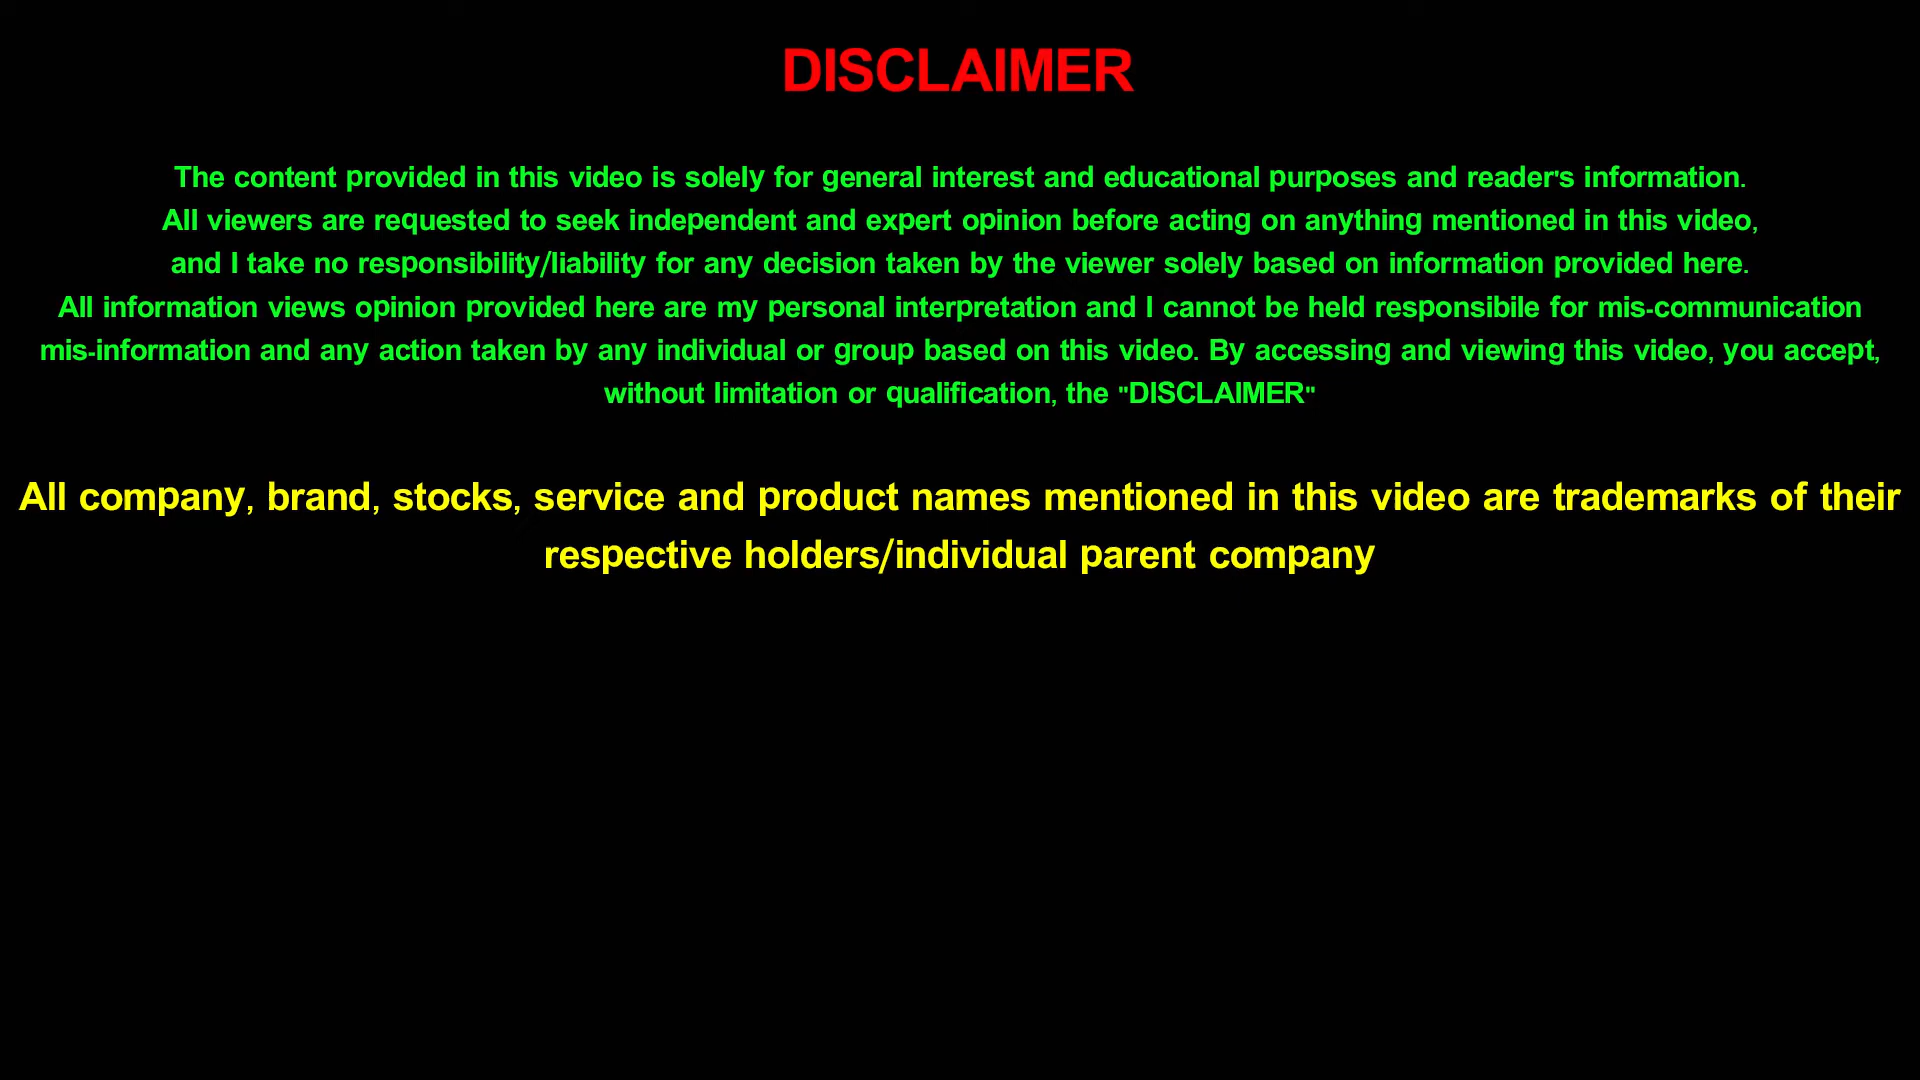 DISCLAIMER
The content provided in this video is solely for general interest and educational purposes and reader's information.
All viewers are requested to seek independent and expert opinion before acting on anything mentioned in this video,
and I take no responsibility/liability for any decision taken by the viewer solely based on information provided here.
All information views opinion provided here are my personal interpretation and I cannot be held responsibile for mis-communication
mis-information and any action taken by any individual or group based on this video. By accessing and viewing this video, you accept,
without limitation or qualification, the "DISCLAIMER"
All company, brand, stocks, service and product names mentioned in this video are trademarks of their
respective holders/individual parent company